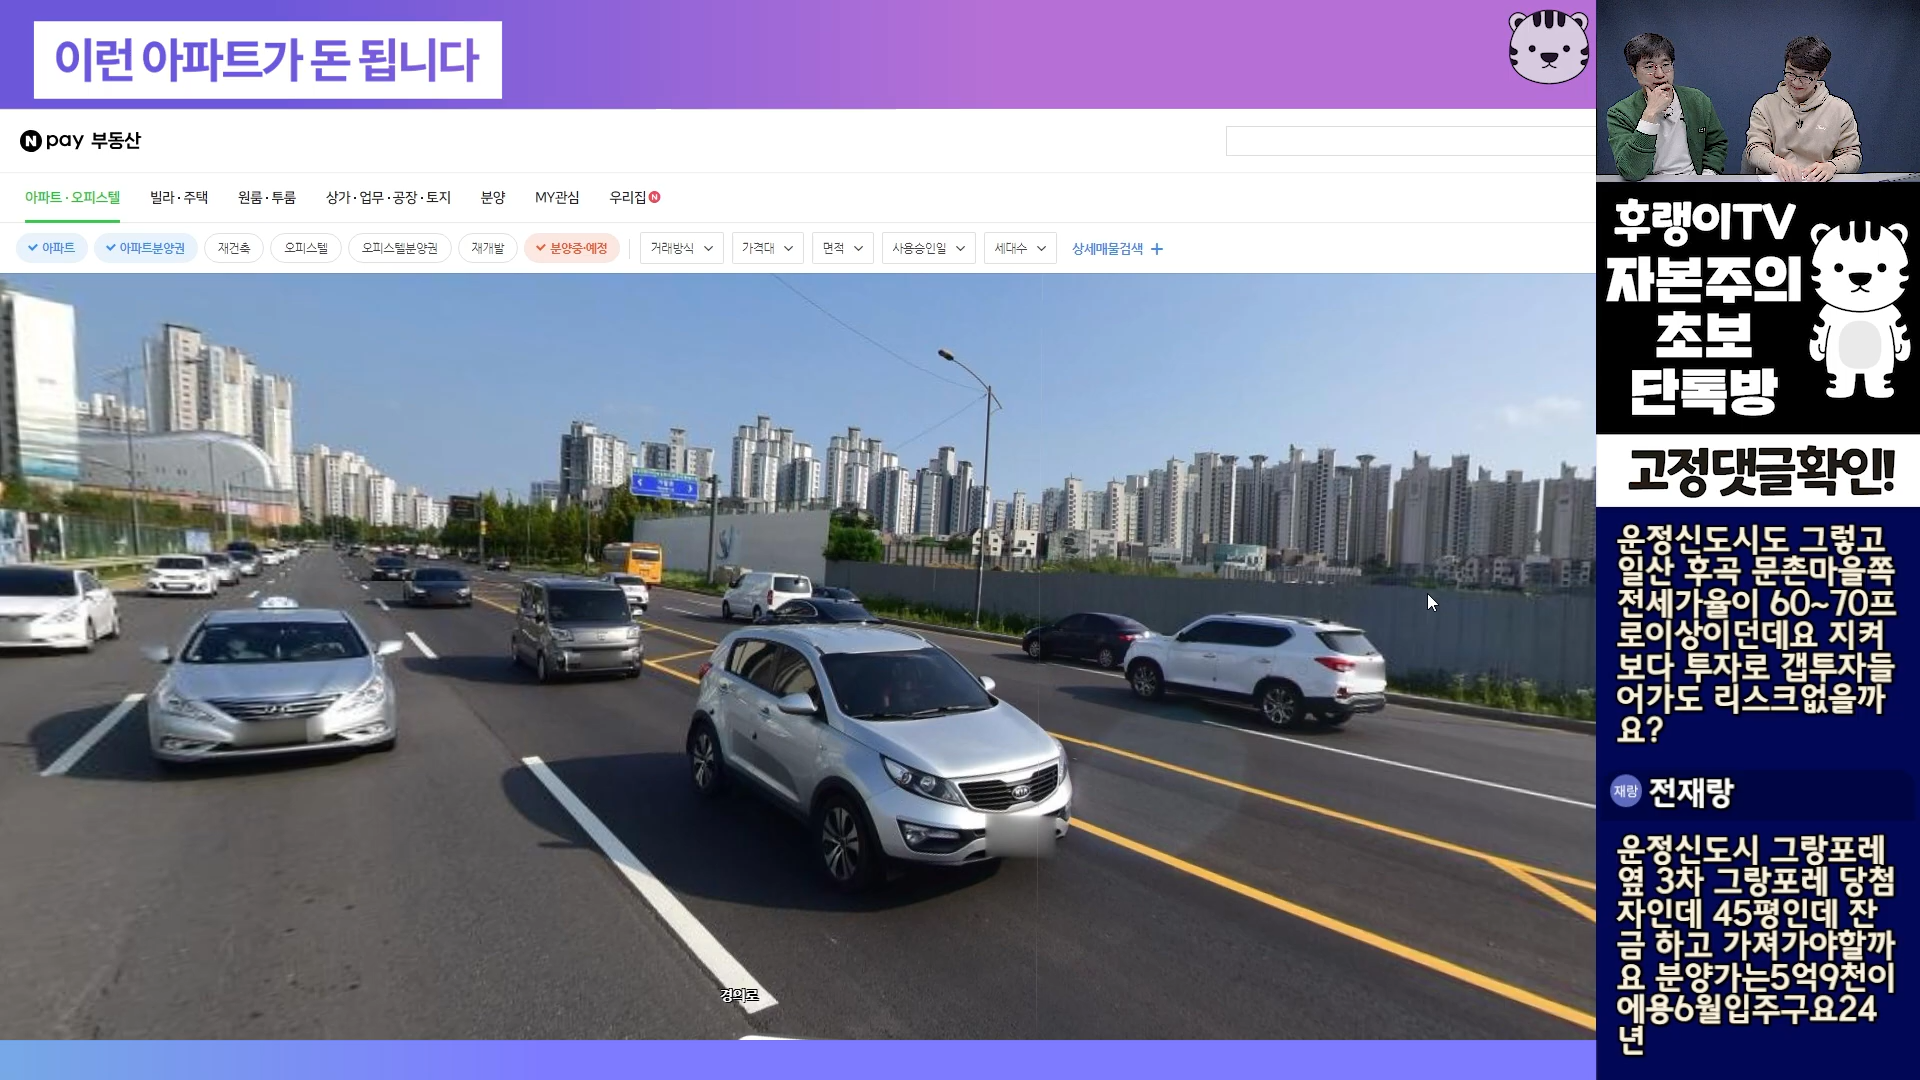 이런 아파트가 돈 됩니다
N pay 부동산
아파트·오피스텔 빌라·주택 원룸·투룸 상가·업무·공장·토지 분양 MY관심 우리집 N
아파트 아파트분양권 재건축 오피스텔 오피스텔분양권 재개발 분양중·예정 거래방식 가격대 면적 사용승인일 세대수 상세매물검색
경의로
KIA
후랭이TV
자본주의
초보
단톡방
고정댓글확인!
운정신도시도 그렇고
일산 후곡 문촌마을쪽
전세가율이 60~70프
로이상이던데요 지켜
보다 투자로 갭투자들
어가도 리스크없을까
요?
재랑 전재랑
운정신도시 그랑포레
옆 3차 그랑포레 당첨
자인데 45평인데 잔
금 하고 가져가야할까
요 분양가는5억9천이
에용6월입주구요24
년